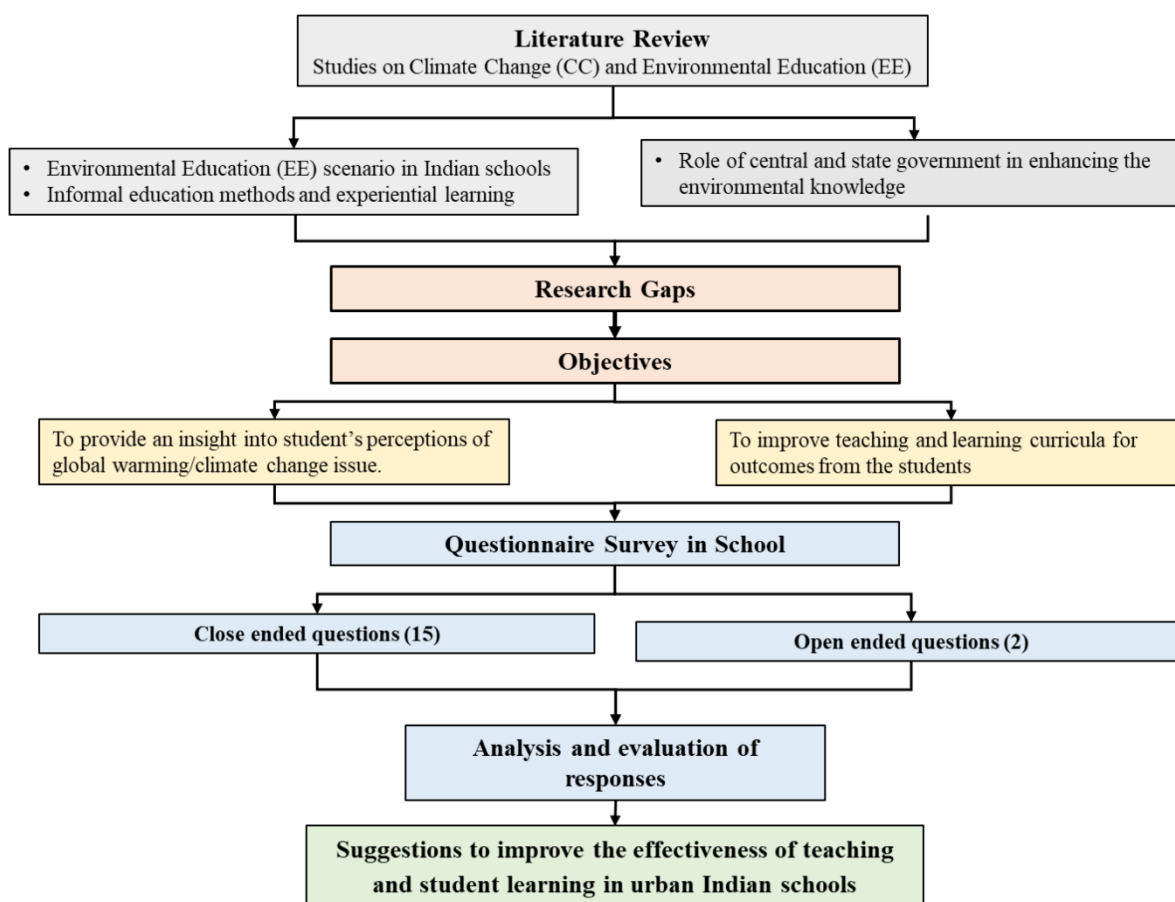 Literature Review
Studies on Climate Change (CC) and Environmental Education (EE)
• Environmental Education (EE) scenario in Indian schools
• Informal education methods and experiential learning
• Role of central and state government in enhancing the
environmental knowledge
Research Gaps
Objectives
To provide an insight into student’s perceptions of
global warming/climate change issue.
To improve teaching and learning curricula for
outcomes from the students
Questionnaire Survey in School
Close ended questions (15)
Open ended questions (2)
Analysis and evaluation of
responses
Suggestions to improve the effectiveness of teaching
and student learning in urban Indian schools